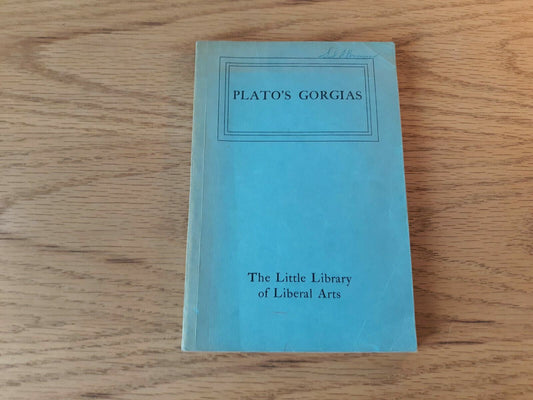 PLATO'S GORGIAS
The Little Library
of Liberal Arts